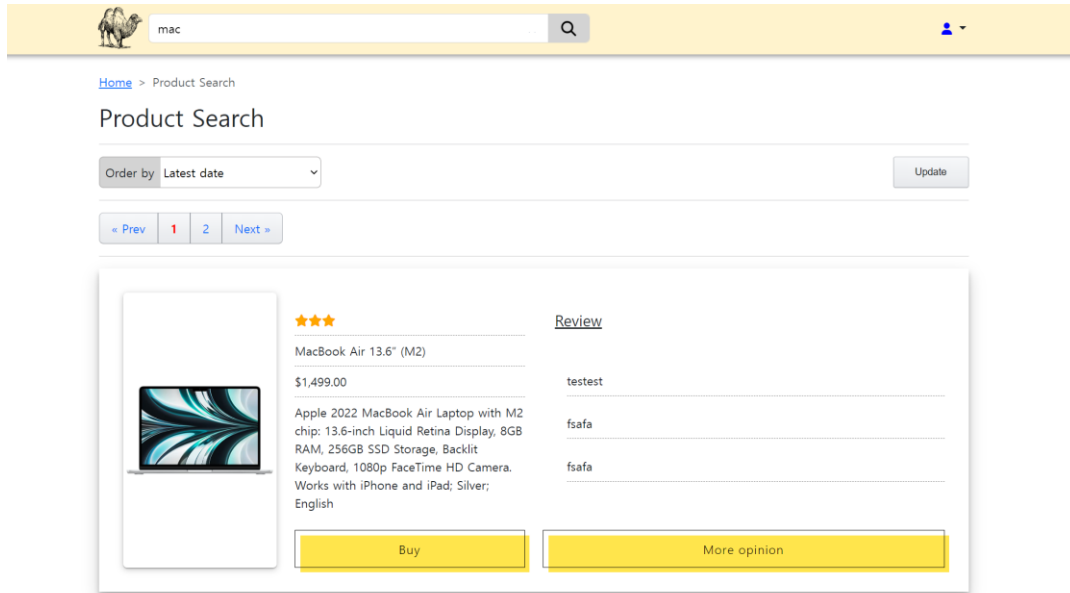 mac
Home > Product Search
Product Search
Order by Latest date
Update
« Prev 1 2 Next »
Review
MacBook Air 13.6" (M2)
$1,499.00
testest
Apple 2022 MacBook Air Laptop with M2
chip: 13.6-inch Liquid Retina Display, 8GB
RAM, 256GB SSD Storage, Backlit
Keyboard, 1080p FaceTime HD Camera.
Works with iPhone and iPad; Silver;
English
fsafa
fsafa
Buy
More opinion